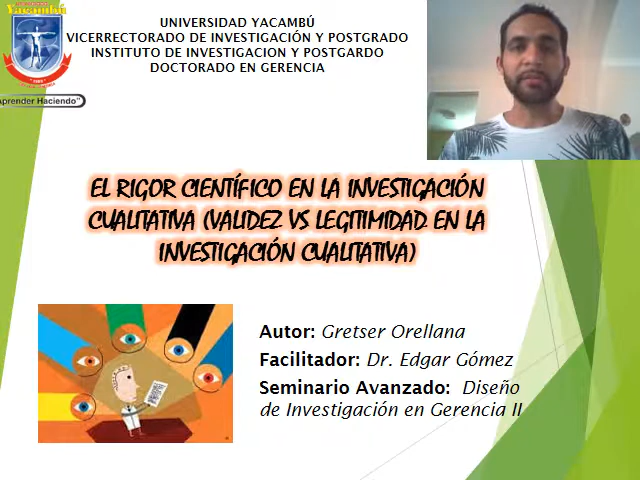 UNIVERSIDAD YACAMBÚ
VICERRECTORADO DE INVESTIGACIÓN Y POSTGRADO
INSTITUTO DE INVESTIGACION Y POSTGARDO
DOCTORADO EN GERENCIA
Yacambú
Aprender Haciendo"
EL RIGOR CIENTÍFICO EN LA INVESTIGACIÓN
CUALITATIVA (VALIDEZ VS LEGITIMIDAD EN LA
INVESTIGACIÓN CUALITATIVA)
Autor: Gretser Orellana
Facilitador: Dr. Edgar Gómez
Seminario Avanzado: Diseño
de Investigación en Gerencia II